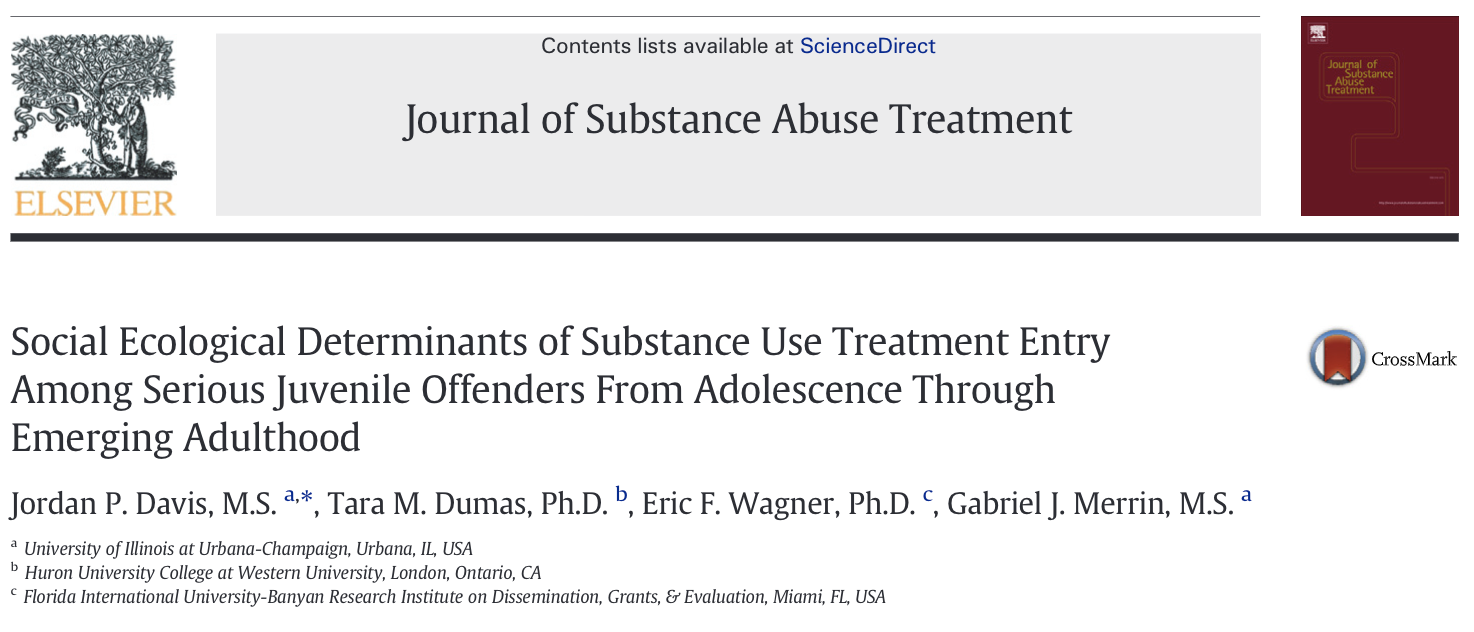 Contents lists available at ScienceDirect
Journal of Substance Abuse Treatment
ELSEVIER
Journal of
Substance
Abuse
Treatment
Social Ecological Determinants of Substance Use Treatment Entry
Among Serious Juvenile Offenders From Adolescence Through
Emerging Adulthood
CrossMark
Jordan P. Davis, M.S. a,*, Tara M. Dumas, Ph.D. b, Eric F. Wagner, Ph.D. c, Gabriel J. Merrin, M.S. a
a University of Illinois at Urbana-Champaign, Urbana, IL, USA
b Huron University College at Western University, London, Ontario, CA
c Florida International University-Banyan Research Institute on Dissemination, Grants, & Evaluation, Miami, FL, USA